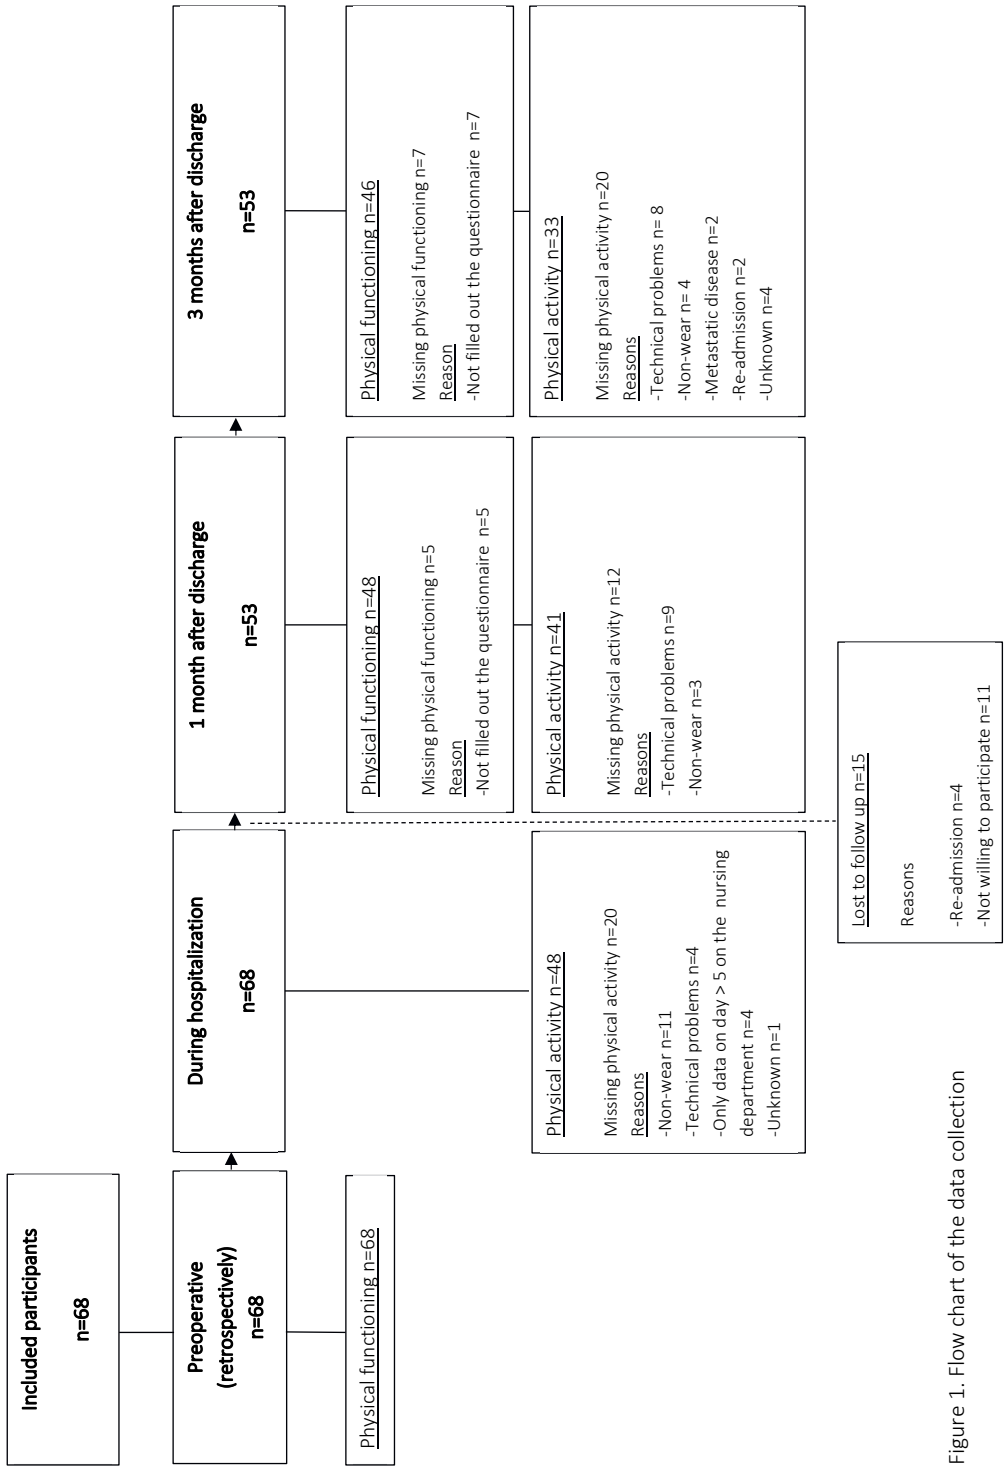 Included participants
n=68
Preoperative
(retrospectively)
n=68
Physical functioning n=68
During hospitalization
n=68
Physical activity n=48
Missing physical activity n=20
Reasons
-Non-wear n=11
-Technical problems n=4
-Only data on day > 5 on the nursing
department n=4
-Unknown n=1
Lost to follow up n=15
Reasons
-Re-admission n=4
-Not willing to participate n=11
1 month after discharge
n=53
Physical functioning n=48
Missing physical functioning n=5
Reason
-Not filled out the questionnaire n=5
Physical activity n=41
Missing physical activity n=12
Reasons
-Technical problems n=9
-Non-wear n=3
3 months after discharge
n=53
Physical functioning n=46
Missing physical functioning n=7
Reason
-Not filled out the questionnaire n=7
Physical activity n=33
Missing physical activity n=20
Reasons
-Technical problems n= 8
-Non-wear n= 4
-Metastatic disease n=2
-Re-admission n=2
-Unknown n=4
Figure 1. Flow chart of the data collection